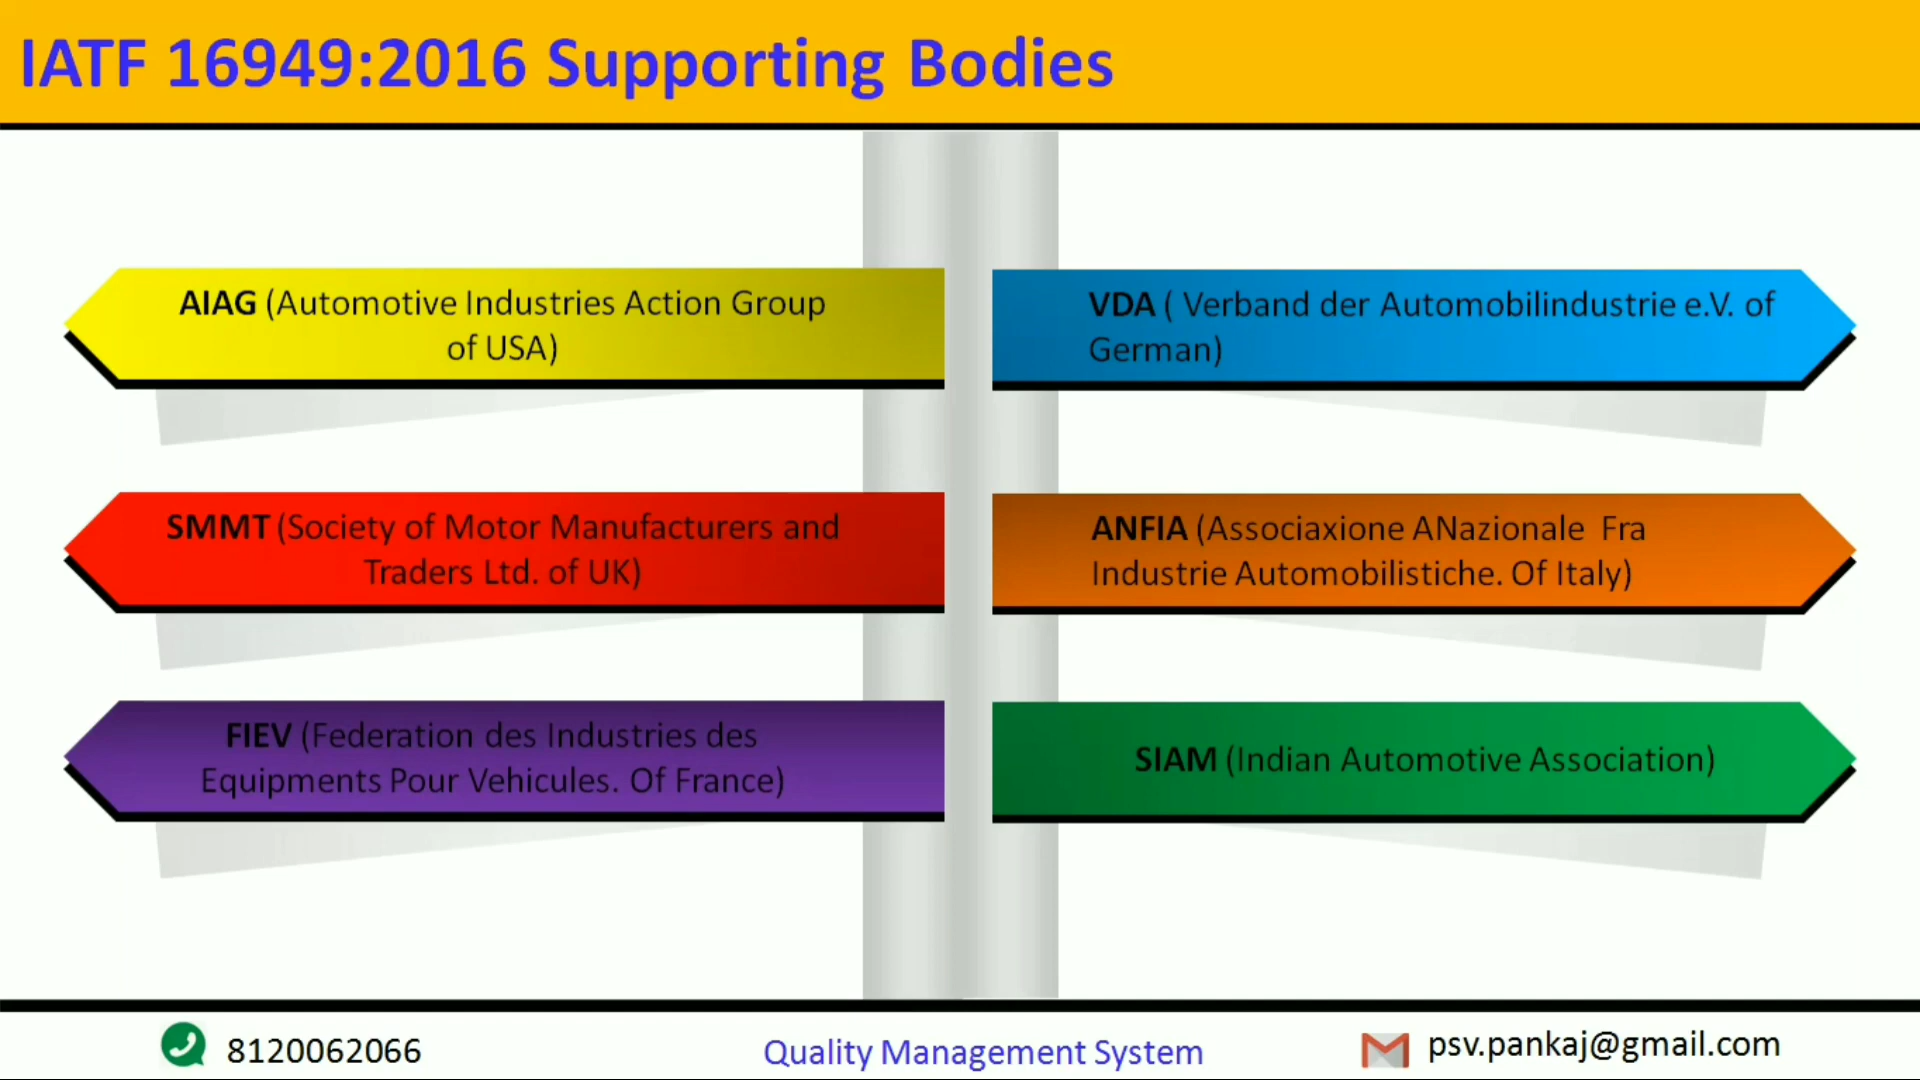 IATF 16949:2016 Supporting Bodies
AIAG (Automotive Industries Action Group
of USA)
VDA ( Verband der Automobilindustrie e.V. of
German)
SMMT (Society of Motor Manufacturers and
Traders Ltd. of UK)
ANFIA (Associaxione ANazionale Fra
Industrie Automobilistiche. Of Italy)
FIEV (Federation des Industries des
Equipments Pour Vehicules. Of France)
SIAM (Indian Automotive Association)
8120062066
Quality Management System
psv.pankaj@gmail.com